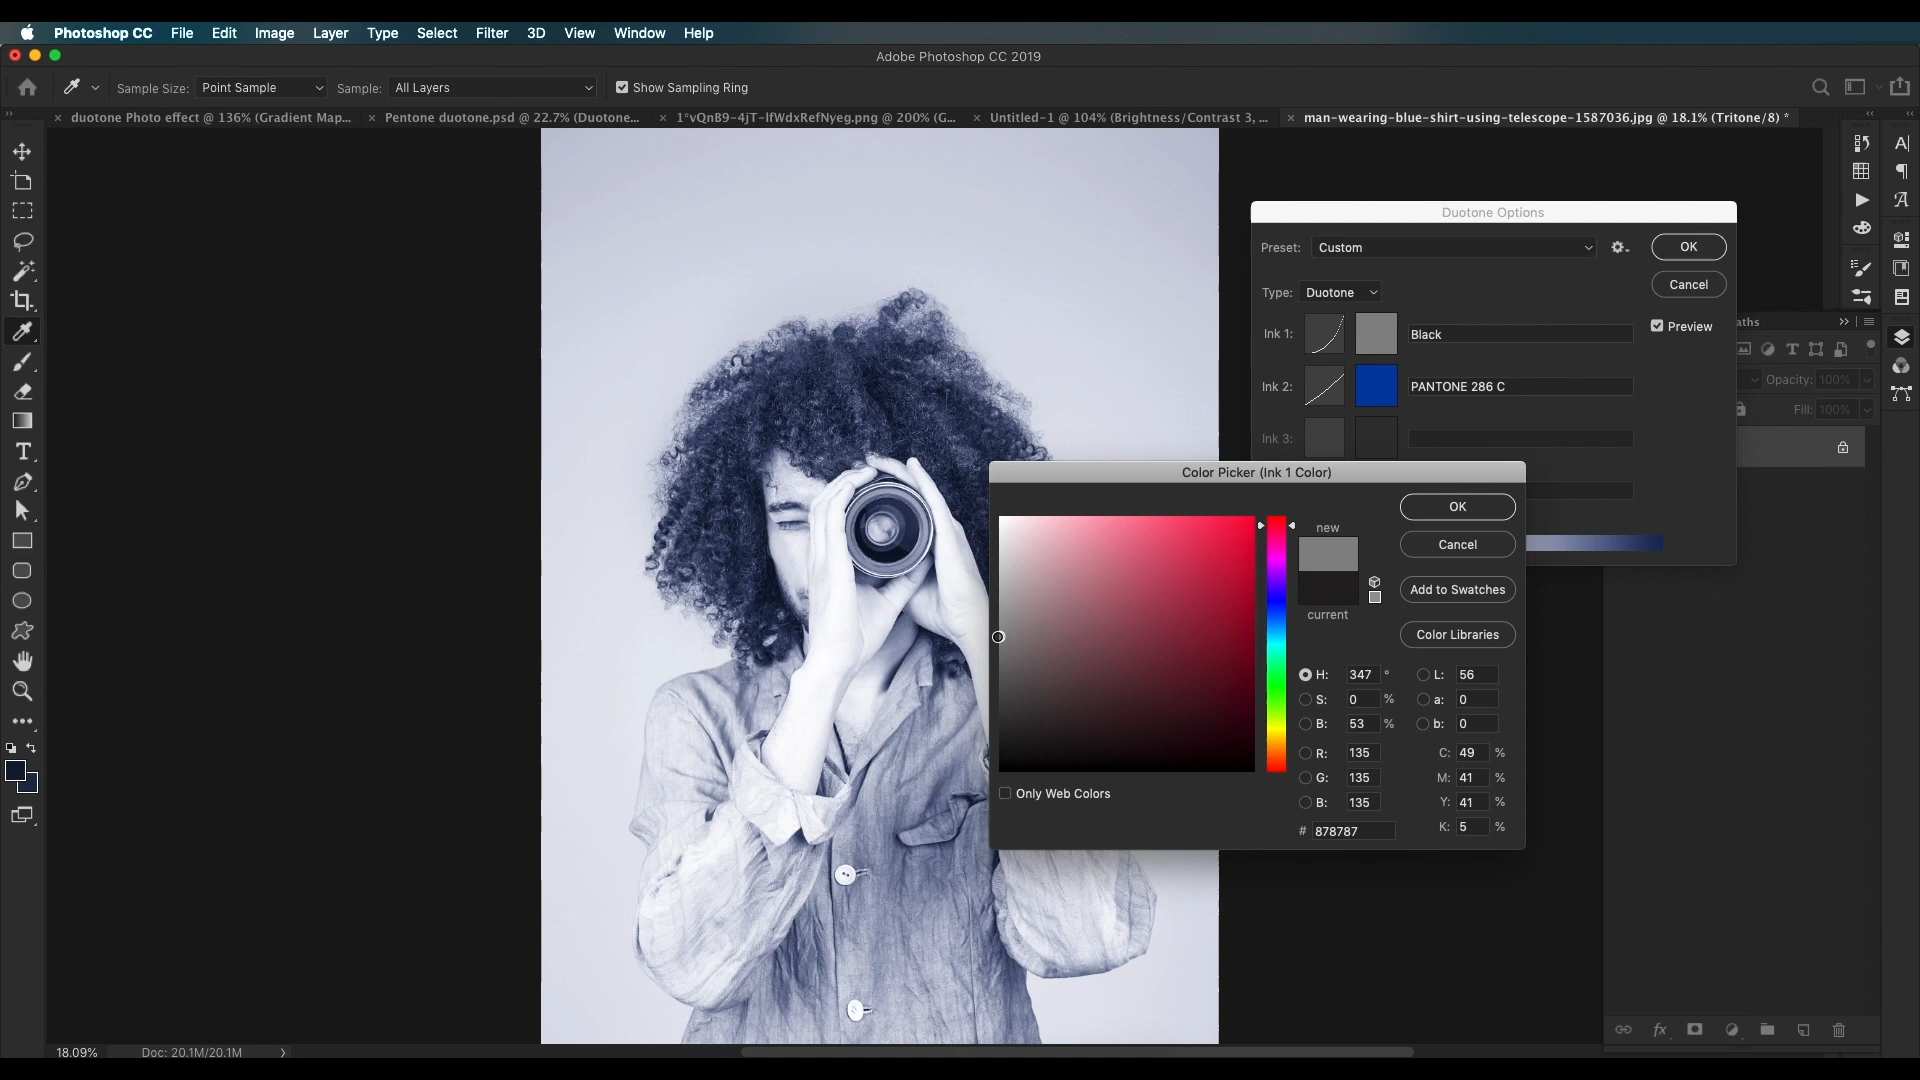 Photoshop CC File Edit Image Layer Type Select Filter 3D View Window Help
Adobe Photoshop CC 2019
Sample Size: Point Sample Sample: All Layers Show Sampling Ring
duotone Photo effect @ 136% (Gradient Map... Pentone duotone.psd @ 22.7% (Duotone... 1*vQnB9-4jT-lfWdxRefNyeg.png @ 200% (G... Untitled-1 @ 104% (Brightness/Contrast 3, ... man-wearing-blue-shirt-using-telescope-1587036.jpg @ 18.1% (Tritone/8) *
Duotone Options
Preset: Custom OK
Type: Duotone Cancel
Ink 1: Black Preview
Ink 2: PANTONE 286 C
Ink 3:
aths
Opacity: 100%
Fill: 100%
Color Picker (Ink 1 Color)
OK
new
Cancel
Add to Swatches
current
Color Libraries
H: 347 ° L: 56
S: 0 % a: 0
B: 53 % b: 0
R: 135 C: 49 %
G: 135 M: 41 %
B: 135 Y: 41 %
# 878787 K: 5 %
Only Web Colors
18.09% Doc: 20.1M/20.1M